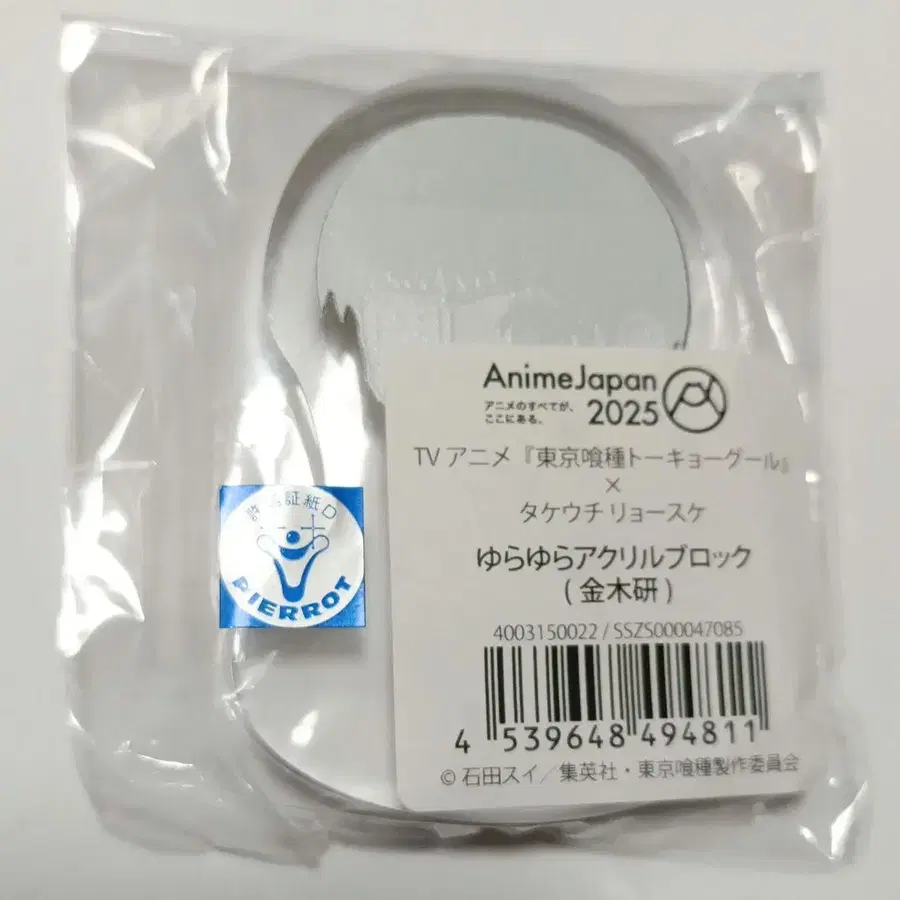 AnimeJapan
アニメのすべてが、
ここにある。
2025
TV アニメ『東京喰種トーキョーグール』
×
タケウチ リョースケ
ゆらゆらアクリルブロック
( 金木研 )
4003150022 / SSZS000047085
4 539648 494811
© 石田スイ／集英社・東京喰種製作委員会
証紙D
PIERROT